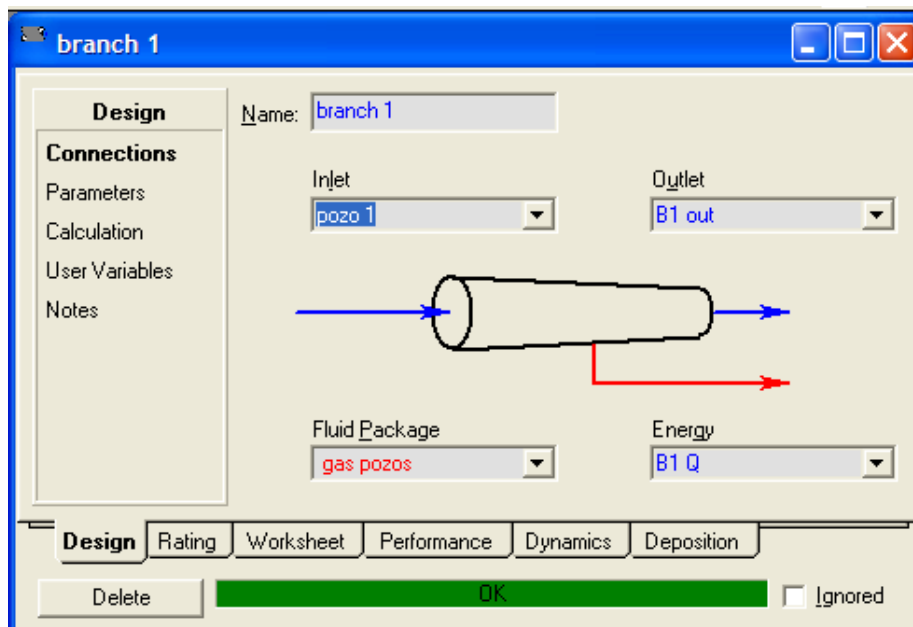 branch 1
Design
Connections
Parameters
Calculation
User Variables
Notes
Name: branch 1
Inlet
Outlet
pozo 1
B1 out
Fluid Package
Energy
gas pozos
B1 Q
Design Rating Worksheet Performance Dynamics Deposition
Delete
OK
Ignored